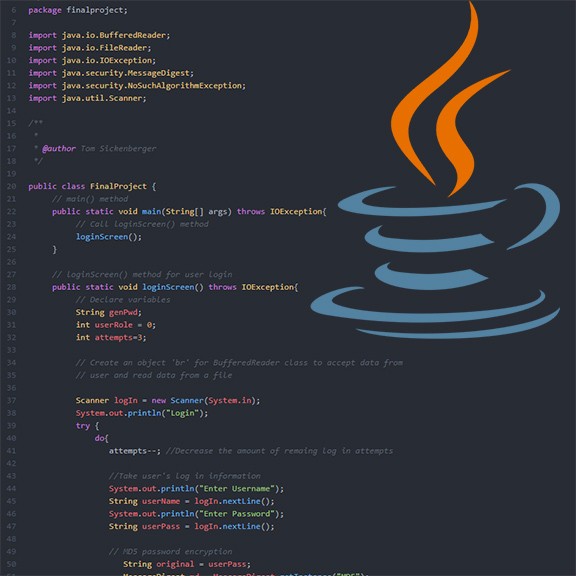 6 package finalproject;
7
8 import java.io.BufferedReader;
9 import java.io.FileReader;
10 import java.io.IOException;
11 import java.security.MessageDigest;
12 import java.security.NoSuchAlgorithmException;
13 import java.util.Scanner;
14
15 /**
16 *
17 * @author Tom Sickenberger
18 */
19
20 public class FinalProject {
21 // main() method
22 public static void main(String[] args) throws IOException{
23 // Call loginScreen() method
24 loginScreen();
25 }
26
27 // loginScreen() method for user login
28 public static void loginScreen() throws IOException{
29 // Declare variables
30 String genPwd;
31 int userRole = 0;
32 int attempts=3;
33
34 // Create an object 'br' for BufferedReader class to accept data from
35 // user and read data from a file
36
37 Scanner logIn = new Scanner(System.in);
38 System.out.println("Login");
39 try {
40 do{
41 attempts--; //Decrease the amount of remaing log in attempts
42
43 //Take user's log in information
44 System.out.println("Enter Username");
45 String userName = logIn.nextLine();
46 System.out.println("Enter Password");
47 String userPass = logIn.nextLine();
48
49 // MD5 password encryption
50 String original = userPass;